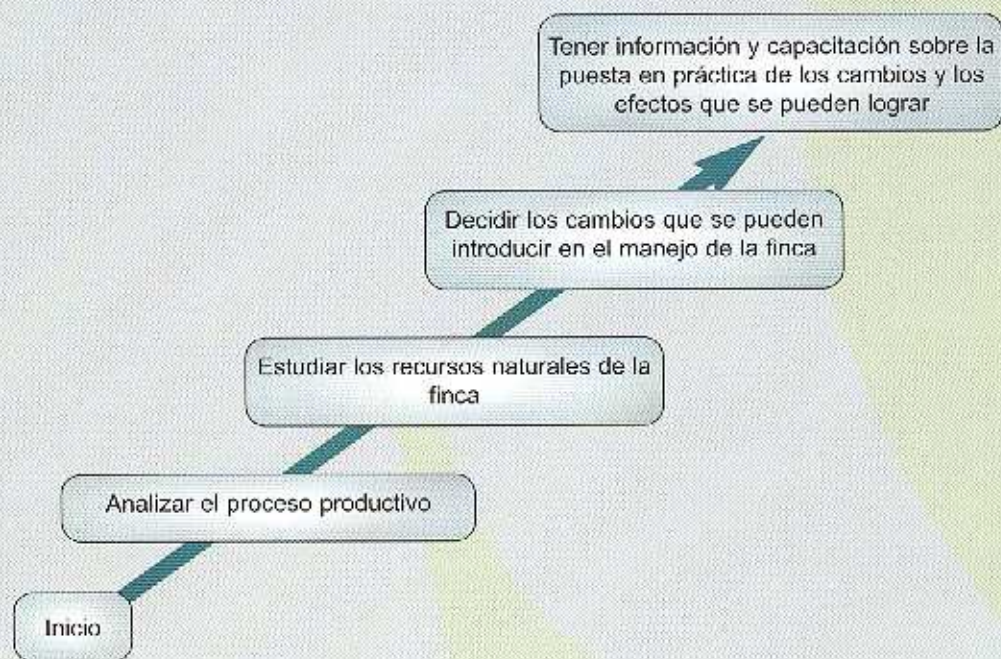 Tener información y capacitación sobre la
puesta en práctica de los cambios y los
efectos que se pueden lograr
Decidir los cambios que se pueden
introducir en el manejo de la finca
Estudiar los recursos naturales de la
finca
Analizar el proceso productivo
Inicio